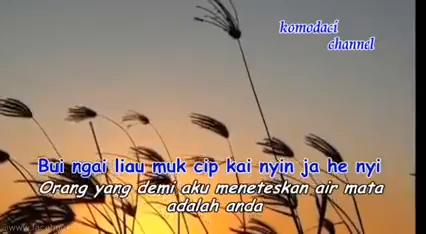 komodaci
channel
Bui ngai liau muk cip kai nyin ja he nyi
Orang yang demi aku meneteskan air mata
adalah anda